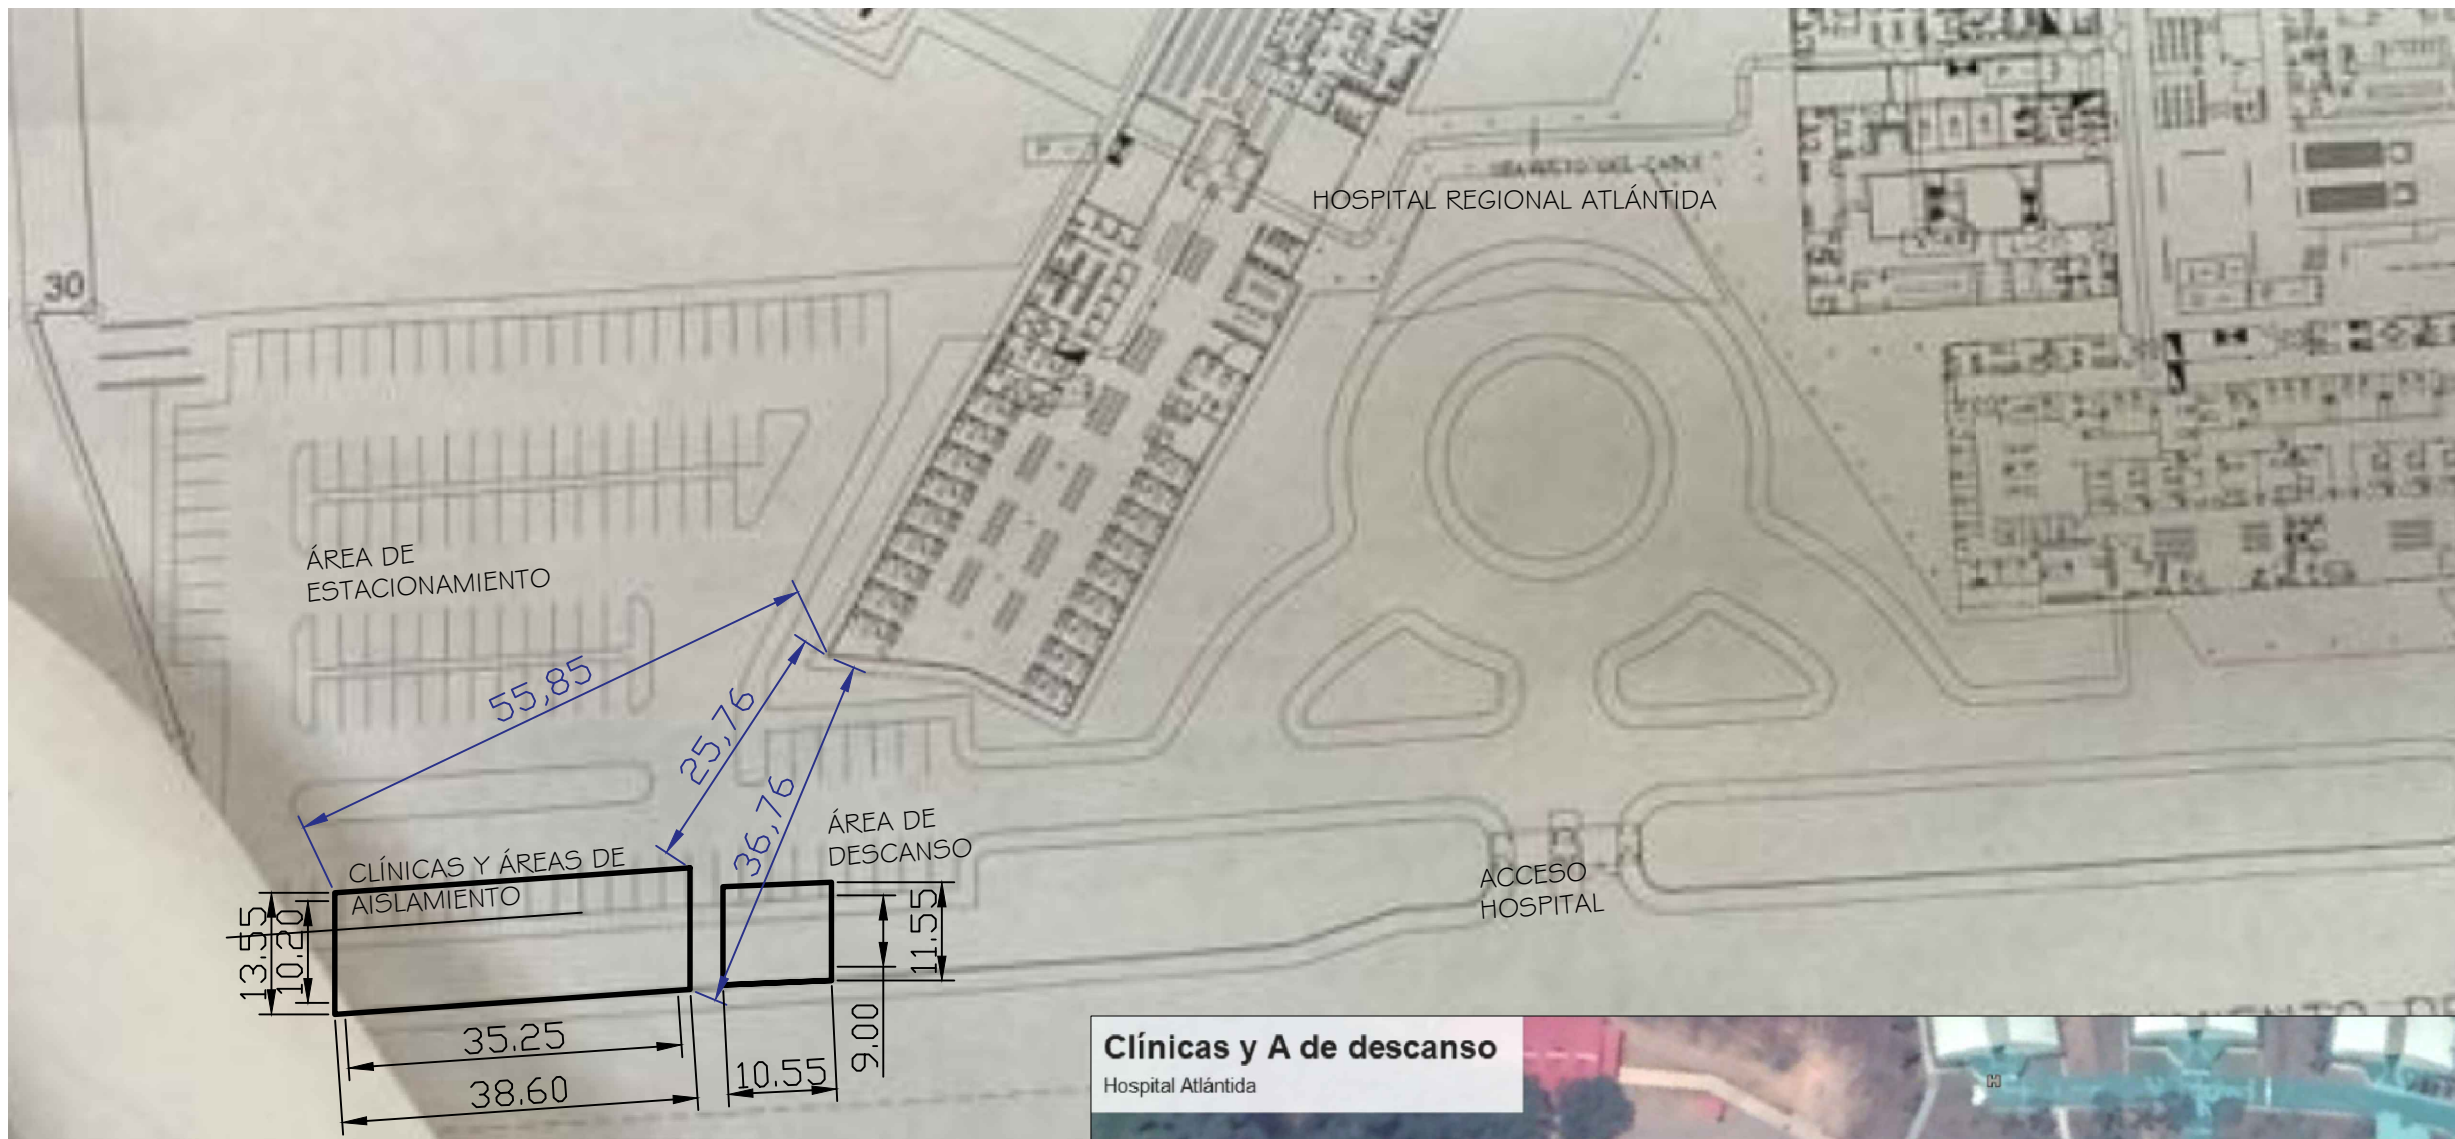 HOSPITAL REGIONAL ATLÁNTIDA
30
ÁREA DE
ESTACIONAMIENTO
55,85
25,76
36,76
ÁREA DE
DESCANSO
CLÍNICAS Y ÁREAS DE
AISLAMIENTO
ACCESO
HOSPITAL
13.55
10.20
11.55
9.00
35.25
38.60
10.55
Clínicas y A de descanso
Hospital Atlántida
H